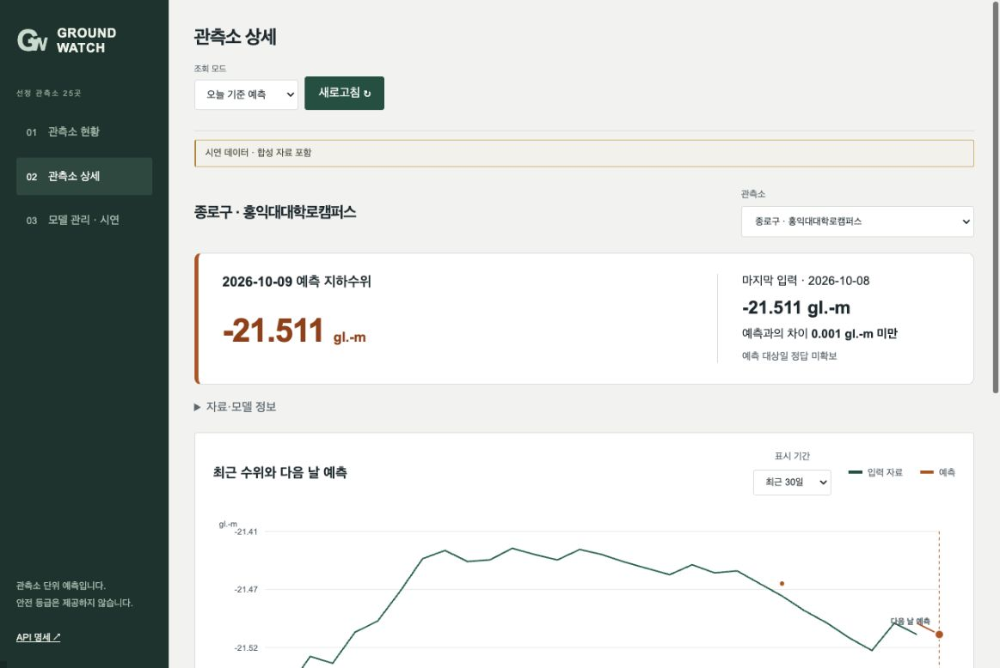 GW GROUND WATCH
선정 관측소 25곳
01 관측소 현황
02 관측소 상세
03 모델 관리 · 시연
관측소 단위 예측입니다.
안전 등급은 제공하지 않습니다.
API 명세 ↗
관측소 상세
조회 모드
오늘 기준 예측
새로고침 ↻
시연 데이터 · 합성 자료 포함
종로구 · 홍익대대학로캠퍼스
관측소
종로구 · 홍익대대학로캠퍼스
2026-10-09 예측 지하수위
-21.511 gl.-m
마지막 입력 · 2026-10-08
-21.511 gl.-m
예측과의 차이 0.001 gl.-m 미만
예측 대상일 정답 미확보
▶ 자료·모델 정보
최근 수위와 다음 날 예측
표시 기간
최근 30일
입력 자료
예측
gl.-m
-21.41
-21.47
다음 날 예측
-21.52